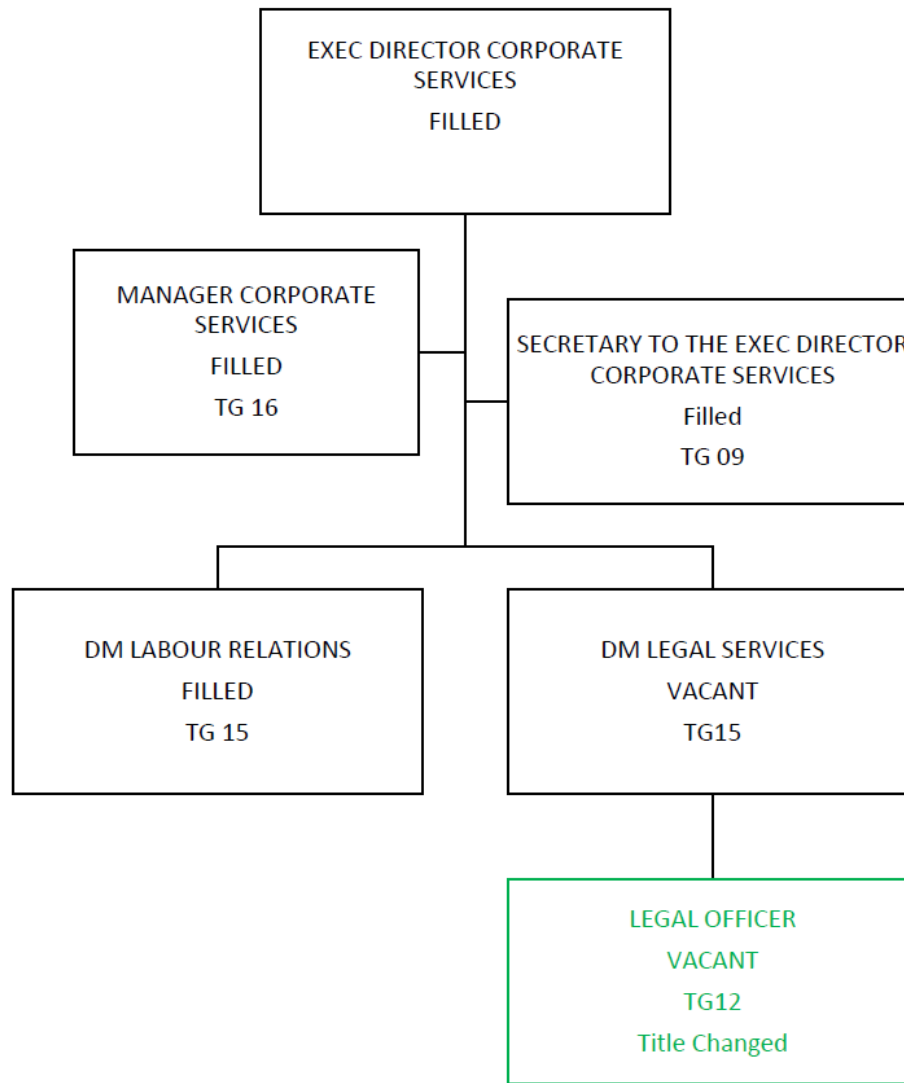 EXEC DIRECTOR CORPORATE
SERVICES
FILLED
MANAGER CORPORATE
SERVICES
FILLED
TG 16
SECRETARY TO THE EXEC DIRECTOR
CORPORATE SERVICES
Filled
TG 09
DM LABOUR RELATIONS
FILLED
TG 15
DM LEGAL SERVICES
VACANT
TG15
LEGAL OFFICER
VACANT
TG12
Title Changed